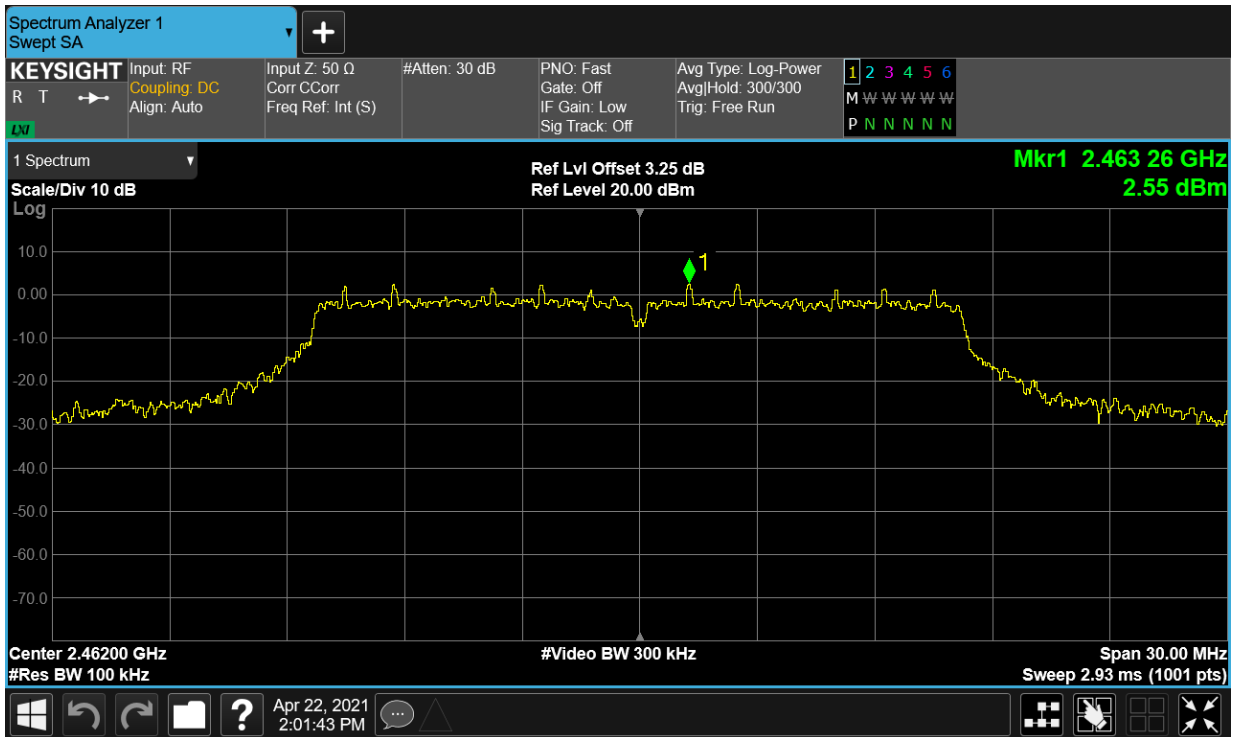 Spectrum Analyzer 1
Swept SA
KEYSIGHT
R T
LXI
Input: RF
Coupling: DC
Align: Auto
Input Z: 50 Ω
Corr CCorr
Freq Ref: Int (S)
#Atten: 30 dB
PNO: Fast
Gate: Off
IF Gain: Low
Sig Track: Off
Avg Type: Log-Power
Avg|Hold: 300/300
Trig: Free Run
1 2 3 4 5 6
M W W W W W
P N N N N N
1 Spectrum
Scale/Div 10 dB
Log
Ref Lvl Offset 3.25 dB
Ref Level 20.00 dBm
Mkr1 2.463 26 GHz
2.55 dBm
1
10.0
0.00
-10.0
-20.0
-30.0
-40.0
-50.0
-60.0
-70.0
Center 2.46200 GHz
#Res BW 100 kHz
#Video BW 300 kHz
Span 30.00 MHz
Sweep 2.93 ms (1001 pts)
?
Apr 22, 2021
2:01:43 PM